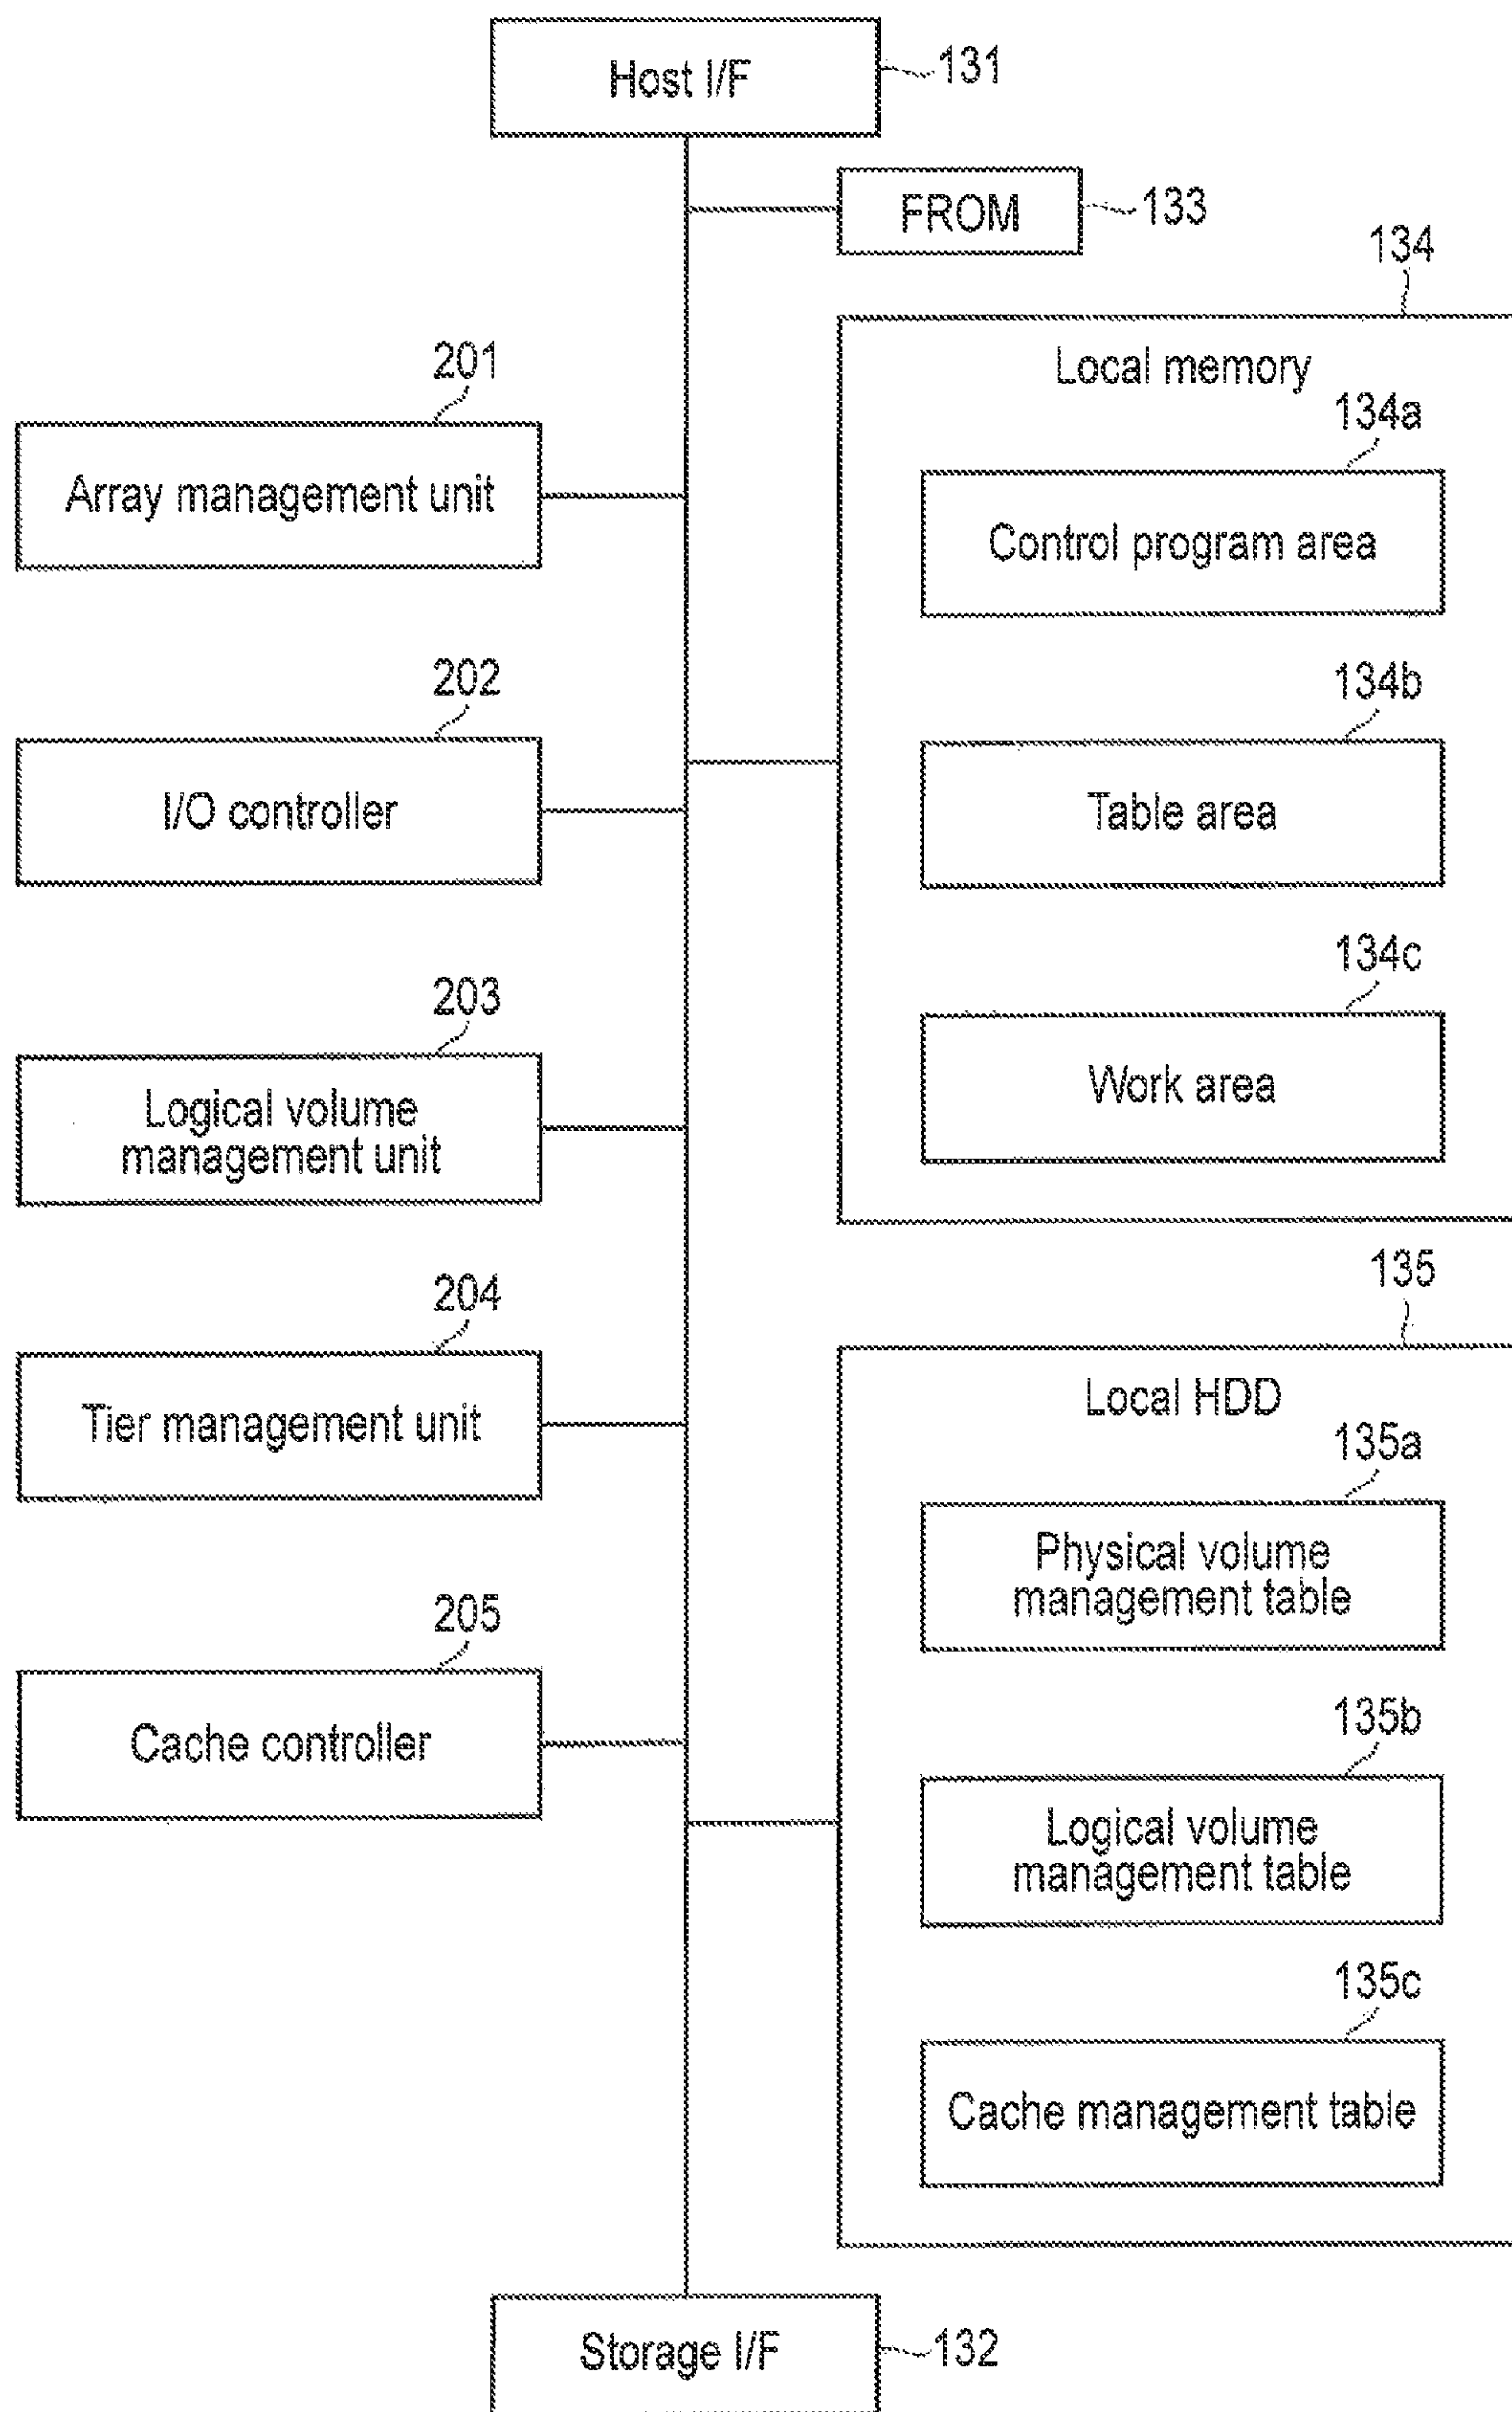 Host I/F
131
FROM
133
134
Local memory
134a
Control program area
134b
Table area
134c
Work area
201
Array management unit
202
I/O controller
203
Logical volume
management unit
204
Tier management unit
205
Cache controller
135
Local HDD
135a
Physical volume
management table
135b
Logical volume
management table
135c
Cache management table
Storage I/F
132